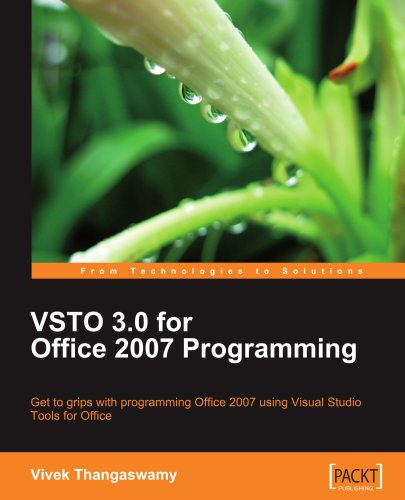 From Technologies to Solutions
VSTO 3.0 for
Office 2007 Programming
Get to grips with programming Office 2007 using Visual Studio
Tools for Office
Vivek Thangaswamy
PACKT
PUBLISHING